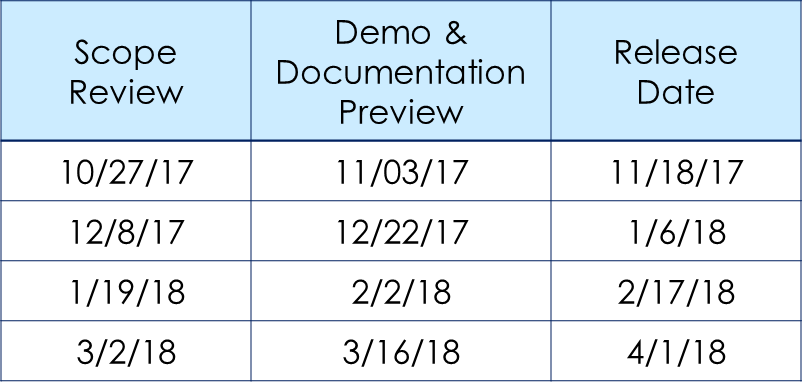 Scope
Review
Demo &
Documentation
Preview
Release
Date
10/27/17 11/03/17 11/18/17
12/8/17 12/22/17 1/6/18
1/19/18 2/2/18 2/17/18
3/2/18 3/16/18 4/1/18